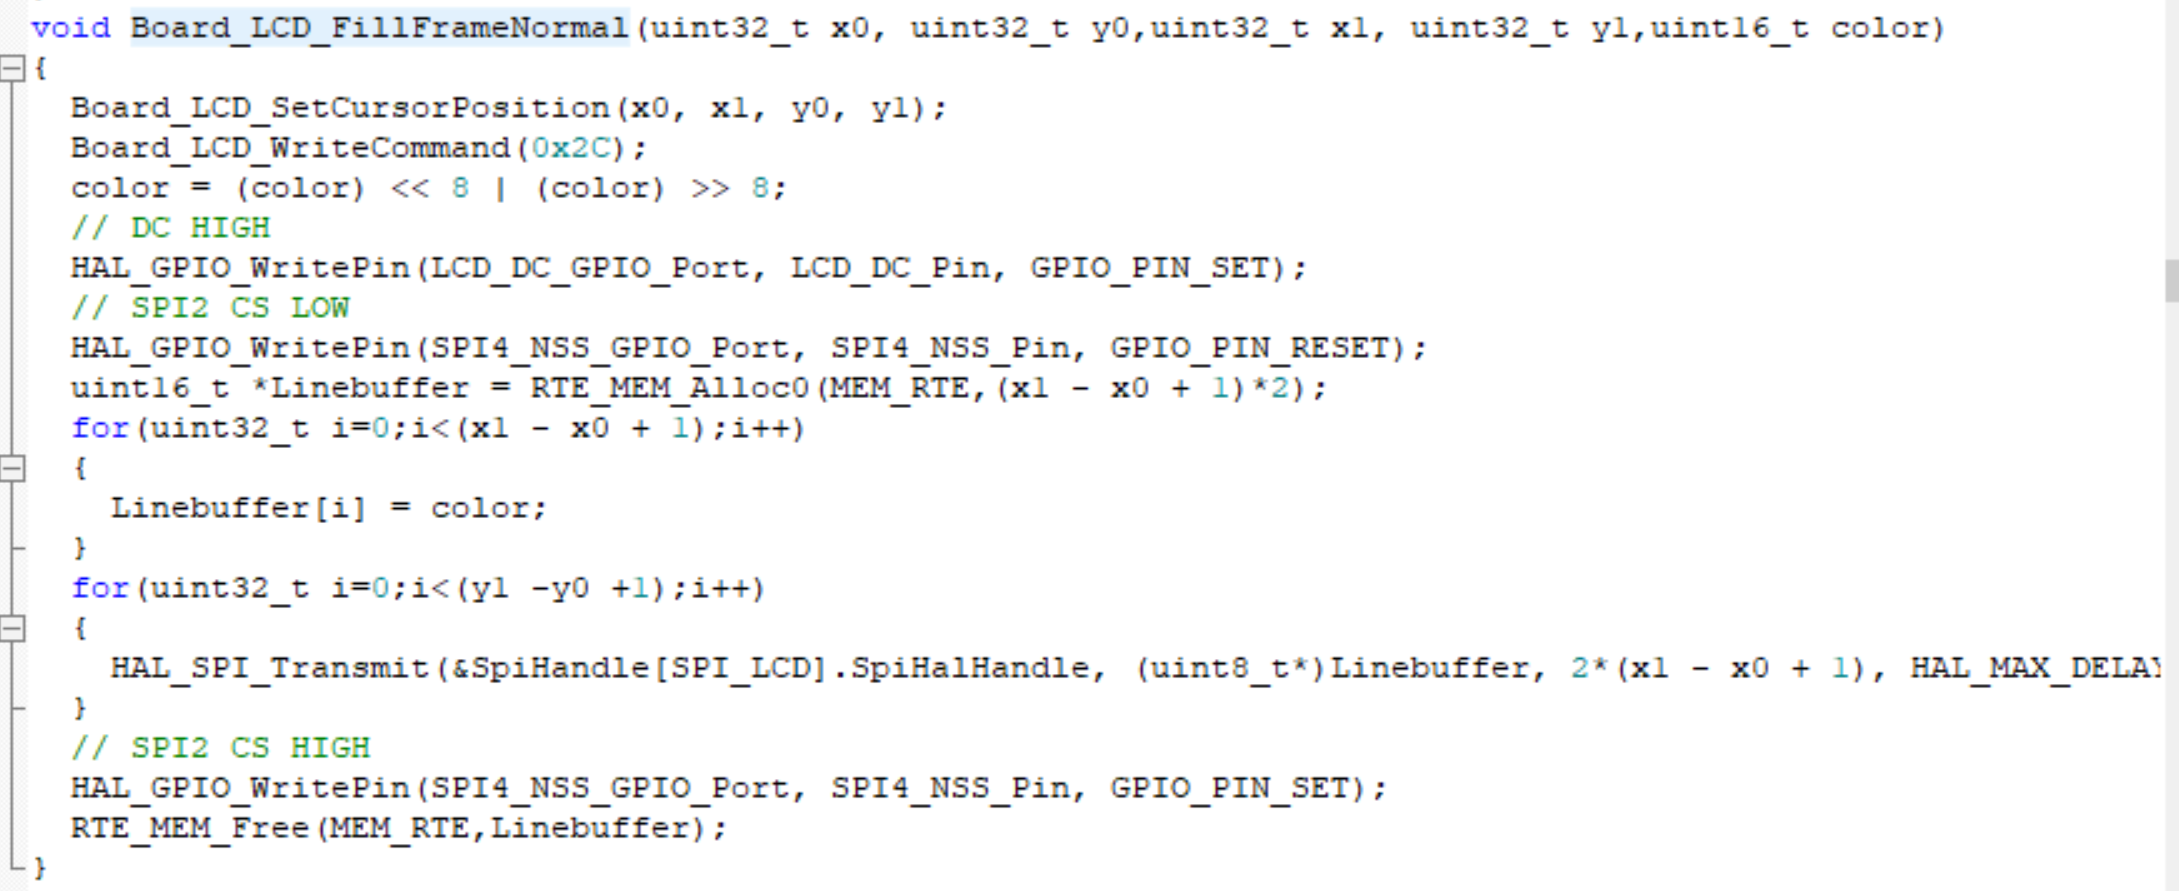 void Board_LCD_FillFrameNormal(uint32_t x0, uint32_t y0,uint32_t x1, uint32_t y1,uint16_t color)
{
Board_LCD_SetCursorPosition(x0, x1, y0, y1);
Board_LCD_WriteCommand(0x2C);
color = (color) << 8 | (color) >> 8;
// DC HIGH
HAL_GPIO_WritePin(LCD_DC_GPIO_Port, LCD_DC_Pin, GPIO_PIN_SET);
// SPI2 CS LOW
HAL_GPIO_WritePin(SPI4_NSS_GPIO_Port, SPI4_NSS_Pin, GPIO_PIN_RESET);
uint16_t *Linebuffer = RTE_MEM_Alloc0(MEM_RTE,(x1 - x0 + 1)*2);
for(uint32_t i=0;i<(x1 - x0 + 1);i++)
{
Linebuffer[i] = color;
}
for(uint32_t i=0;i<(y1 -y0 +1);i++)
{
HAL_SPI_Transmit(&SpiHandle[SPI_LCD].SpiHalHandle, (uint8_t*)Linebuffer, 2*(x1 - x0 + 1), HAL_MAX_DELAY
}
// SPI2 CS HIGH
HAL_GPIO_WritePin(SPI4_NSS_GPIO_Port, SPI4_NSS_Pin, GPIO_PIN_SET);
RTE_MEM_Free(MEM_RTE,Linebuffer);
}